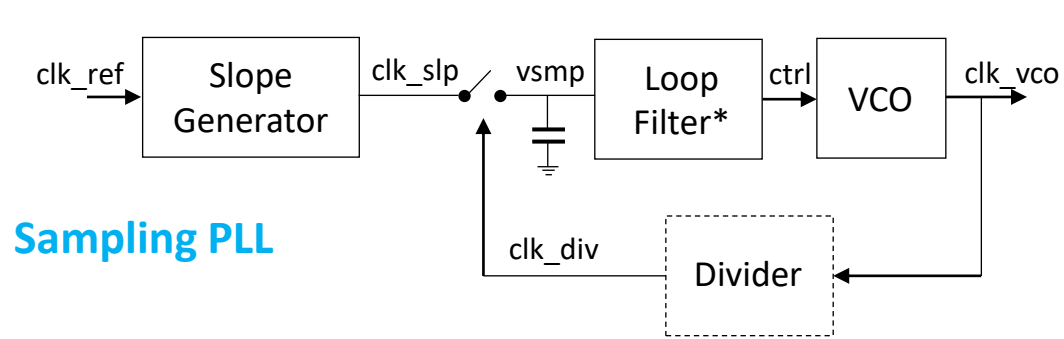 clk_ref
Slope
Generator
clk_slp
vsmp
Loop
Filter*
ctrl
VCO
clk_vco
Sampling PLL
clk_div
Divider